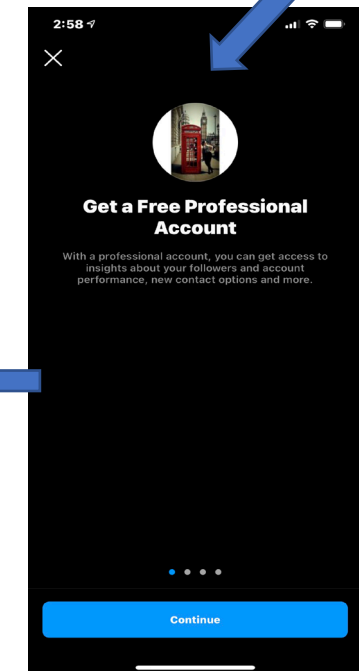 2:58
Get a Free Professional
Account
With a professional account, you can get access to
insights about your followers and account
performance, new contact options and more.
Continue